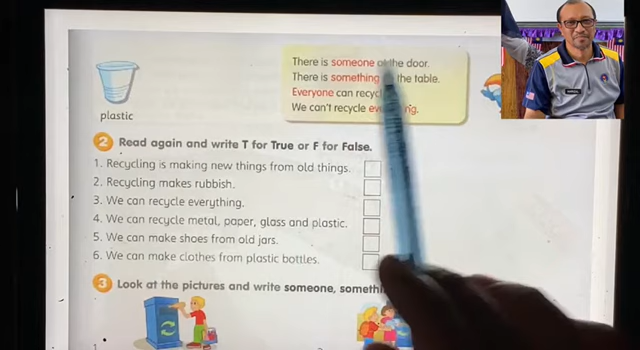 There is someone at the door.
There is something the table.
Everyone can recyc
We can't recycle ev ng.
plastic
2 Read again and write T for True or F for False.
1. Recycling is making new things from old things.
2. Recycling makes rubbish.
3. We can recycle everything.
4. We can recycle metal, paper, glass and plastic.
5. We can make shoes from old jars.
6. We can make clothes from plastic bottles.
3 Look at the pictures and write someone, someth
1